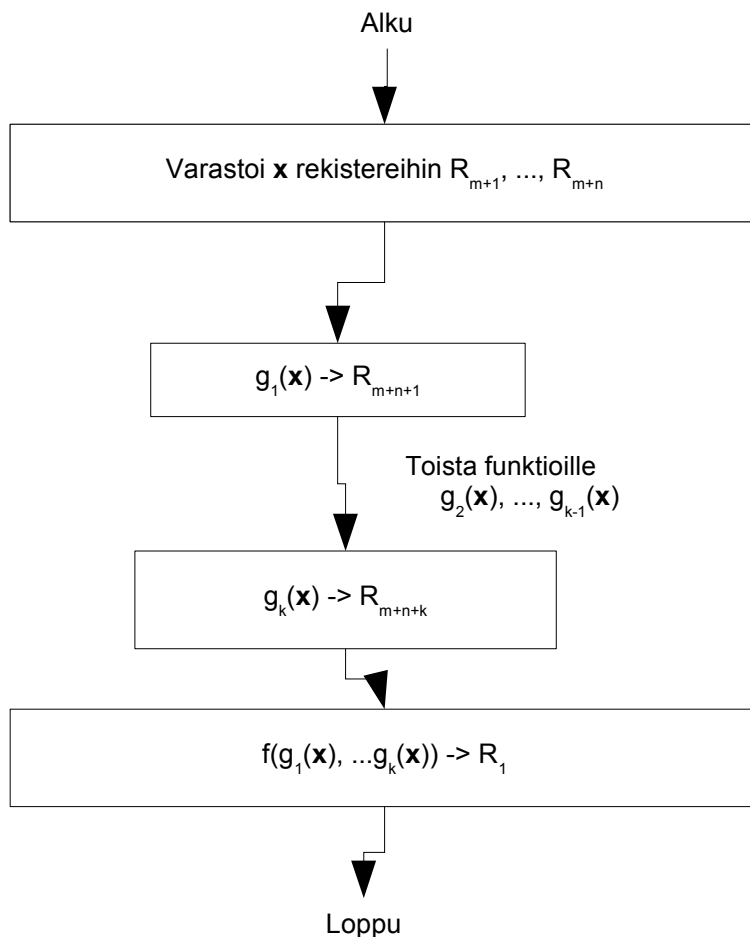 Alku
Varastoi x rekistereihin Rₘ₊₁, ..., Rₘ₊ₙ
g₁(x) -> Rₘ₊ₙ₊₁
Toista funktioille
g₂(x), ..., gₖ₋₁(x)
gₖ(x) -> Rₘ₊ₙ₊ₖ
f(g₁(x), ...gₖ(x)) -> R₁
Loppu